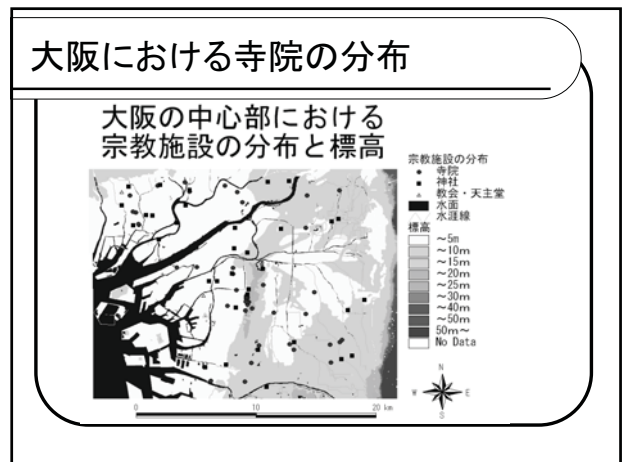 大阪における寺院の分布
大阪の中心部における
宗教施設の分布と標高
宗教施設の分布
寺院
神社
教会・天主堂
水面
水涯線
標高
～5m
～10m
～15m
～20m
～25m
～30m
～40m
～50m
50m～
No Data
N
W E
S
0 10 20 km